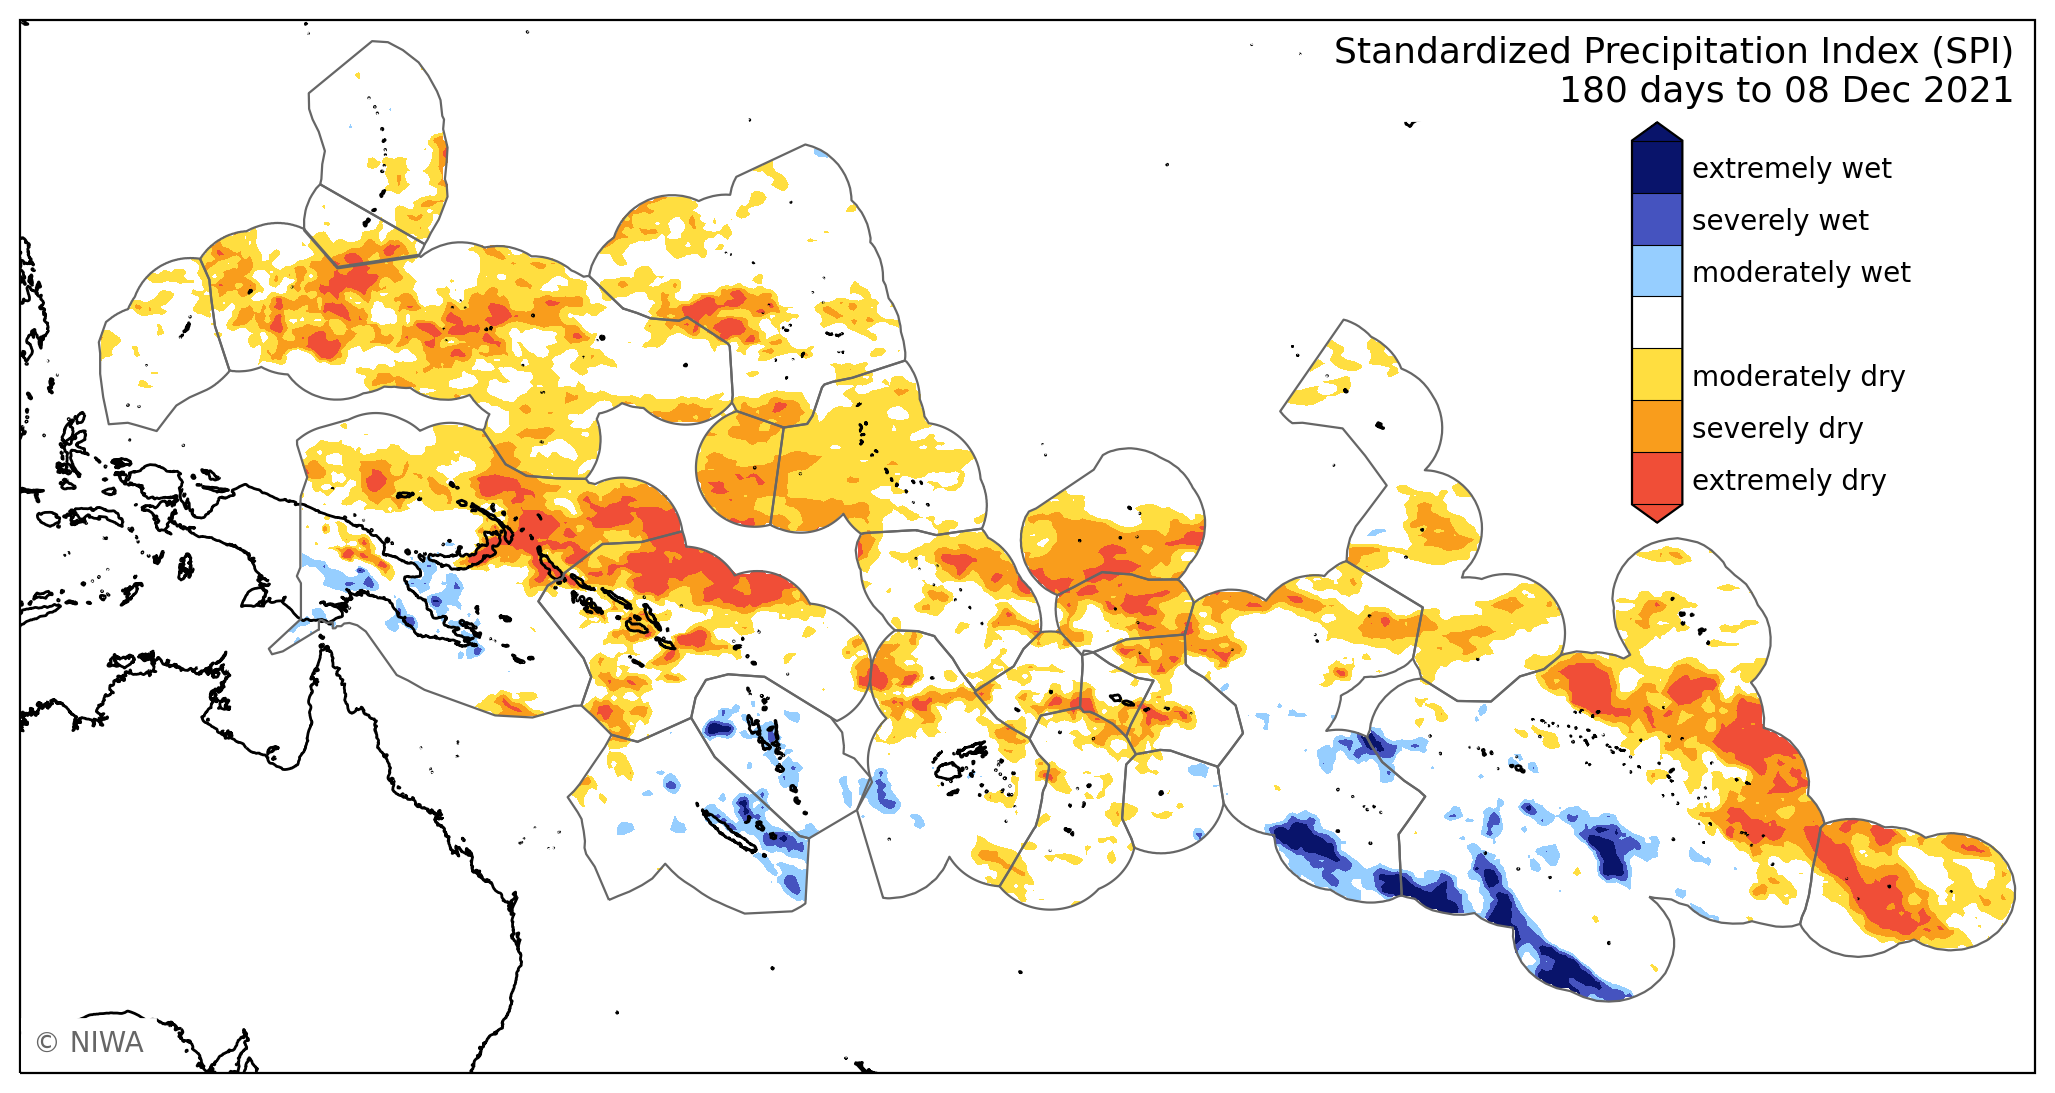 Standardized Precipitation Index (SPI)
180 days to 08 Dec 2021
extremely wet
severely wet
moderately wet
moderately dry
severely dry
extremely dry
© NIWA